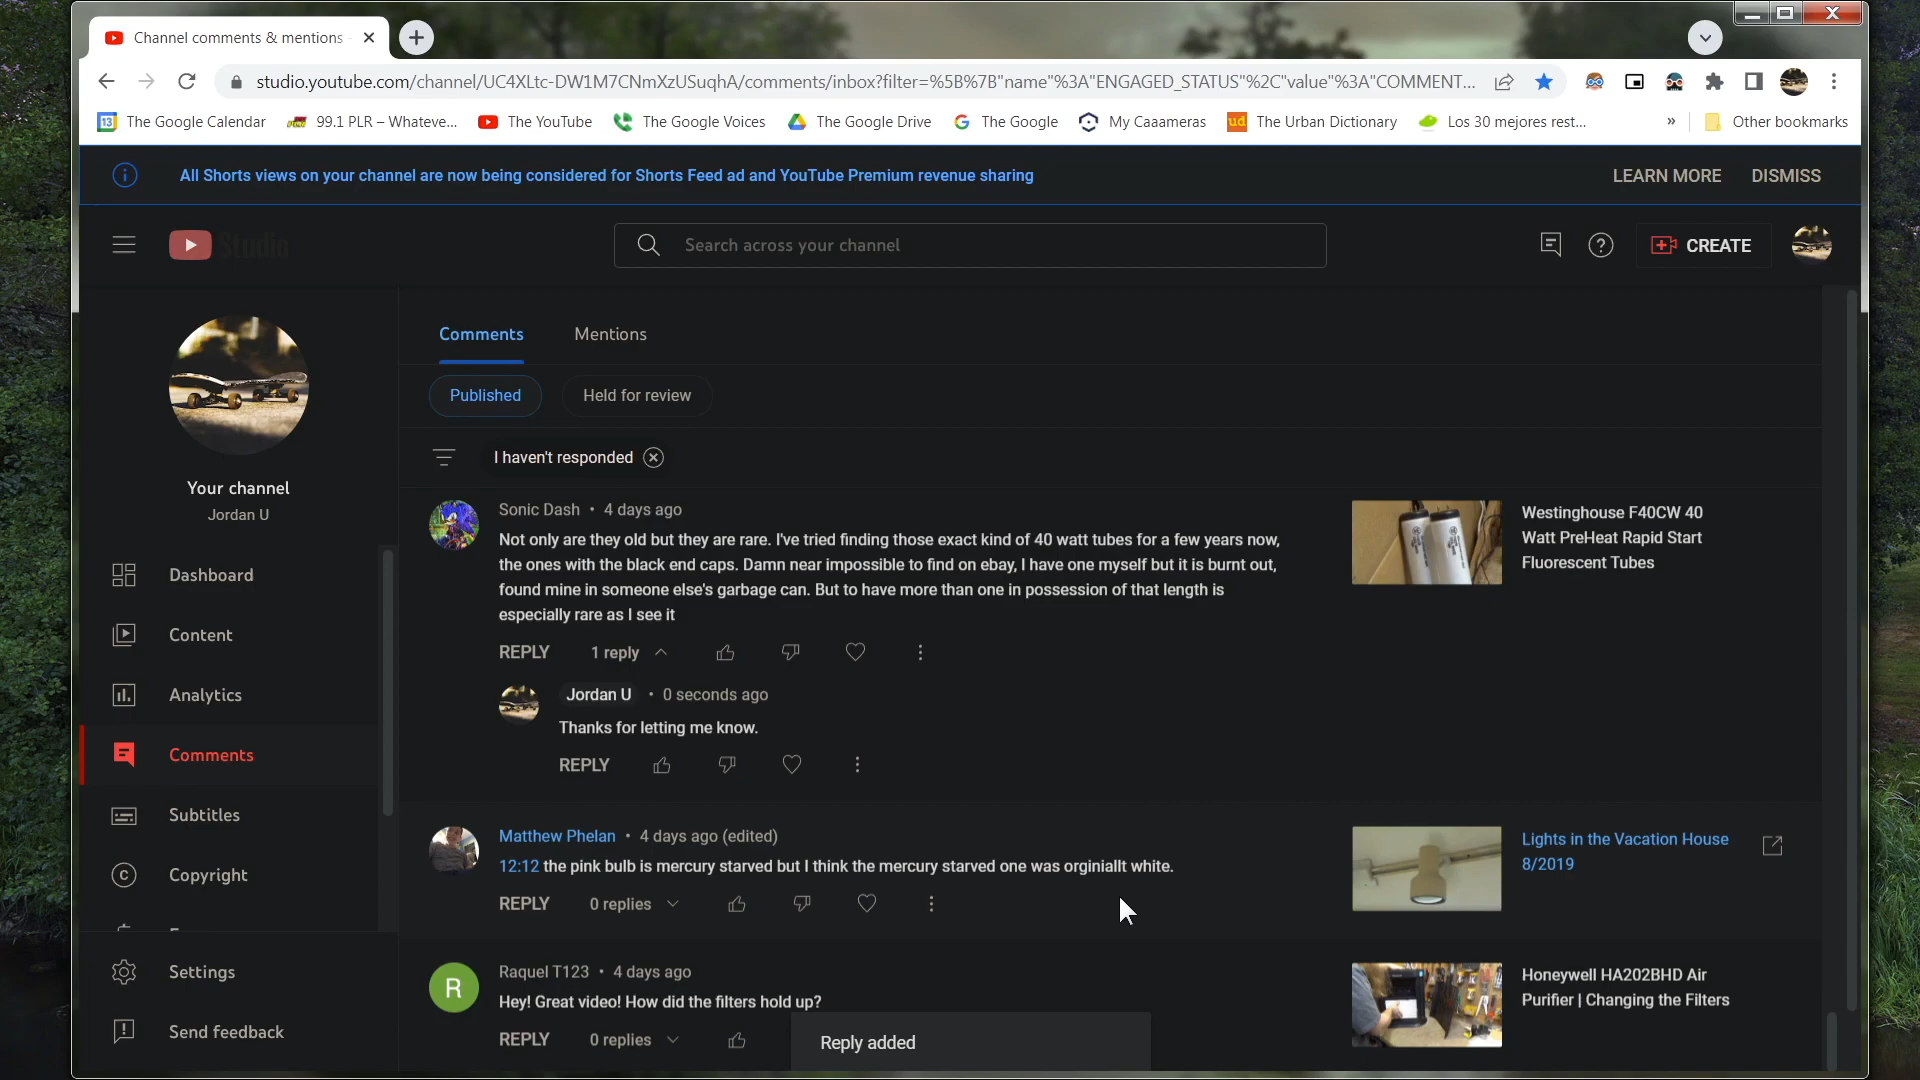 Channel comments & mentions
studio.youtube.com/channel/UC4XLtc-DW1M7CNmXzUSuqhA/comments/inbox?filter=%5B%7B"name"%3A"ENGAGED_STATUS"%2C"value"%3A"COMMENT...
13 The Google Calendar
99.1 PLR – Whateve...
The YouTube
The Google Voices
The Google Drive
The Google
My Caaameras
ud The Urban Dictionary
Los 30 mejores rest...
»
Other bookmarks
All Shorts views on your channel are now being considered for Shorts Feed ad and YouTube Premium revenue sharing
LEARN MORE
DISMISS
Studio
Search across your channel
CREATE
Your channel
Jordan U
Dashboard
Content
Analytics
Comments
Subtitles
Copyright
Settings
Send feedback
Comments
Mentions
Published
Held for review
I haven't responded
Sonic Dash • 4 days ago
Not only are they old but they are rare. I've tried finding those exact kind of 40 watt tubes for a few years now,
the ones with the black end caps. Damn near impossible to find on ebay, I have one myself but it is burnt out,
found mine in someone else's garbage can. But to have more than one in possession of that length is
especially rare as I see it
REPLY 1 reply
Westinghouse F40CW 40
Watt PreHeat Rapid Start
Fluorescent Tubes
Jordan U • 0 seconds ago
Thanks for letting me know.
REPLY
Matthew Phelan • 4 days ago (edited)
12:12 the pink bulb is mercury starved but I think the mercury starved one was orginiallt white.
REPLY 0 replies
Lights in the Vacation House
8/2019
R
Raquel T123 • 4 days ago
Hey! Great video! How did the filters hold up?
REPLY 0 replies
Honeywell HA202BHD Air
Purifier | Changing the Filters
Reply added